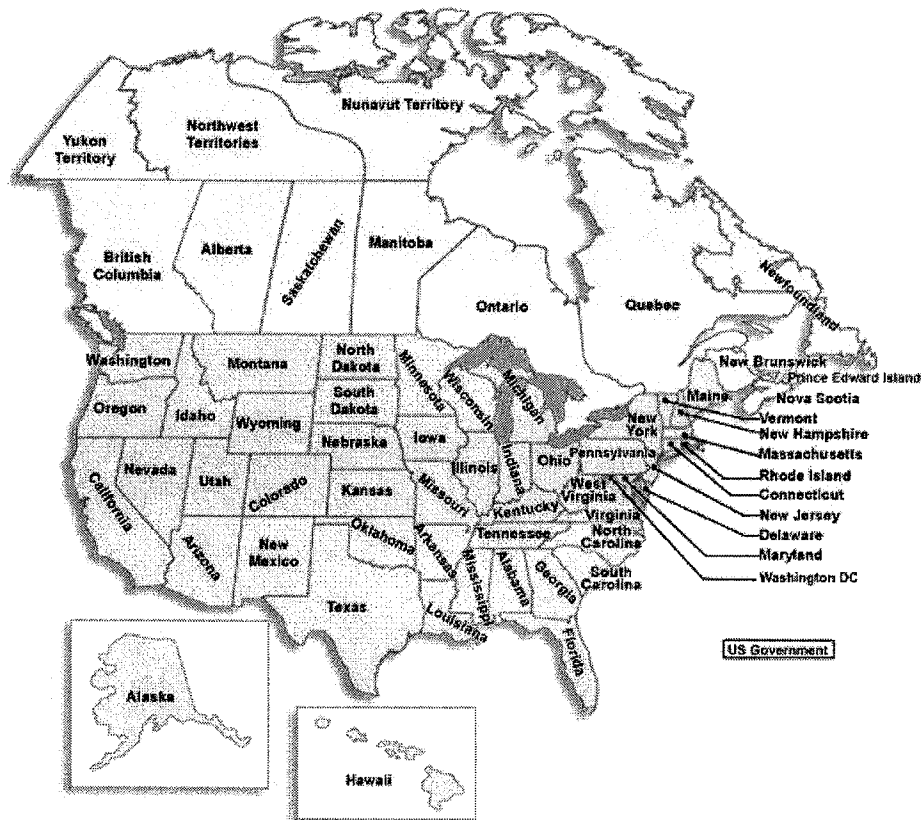 Nunavut Territory
Northwest
Territories
Yukon
Territory
British
Columbia
Alberta
Saskatchewan
Manitoba
Ontario
Quebec
Newfoundland
New Brunswick
Prince Edward Island
Nova Scotia
Washington
Montana
North
Dakota
Minnesota
Wisconsin
Michigan
Maine
Vermont
New Hampshire
Massachusetts
Rhode Island
Connecticut
New Jersey
Delaware
Maryland
Washington DC
Oregon
Idaho
Wyoming
South
Dakota
Nebraska
Iowa
New
York
Pennsylvania
Illinois
Indiana
Ohio
Nevada
Utah
Colorado
Kansas
Missouri
West
Virginia
Kentucky
Virginia
California
Arizona
New
Mexico
Oklahoma
Arkansas
Tennessee
North
Carolina
South
Carolina
Texas
Louisiana
Mississippi
Alabama
Georgia
Florida
US Government
Alaska
Hawaii